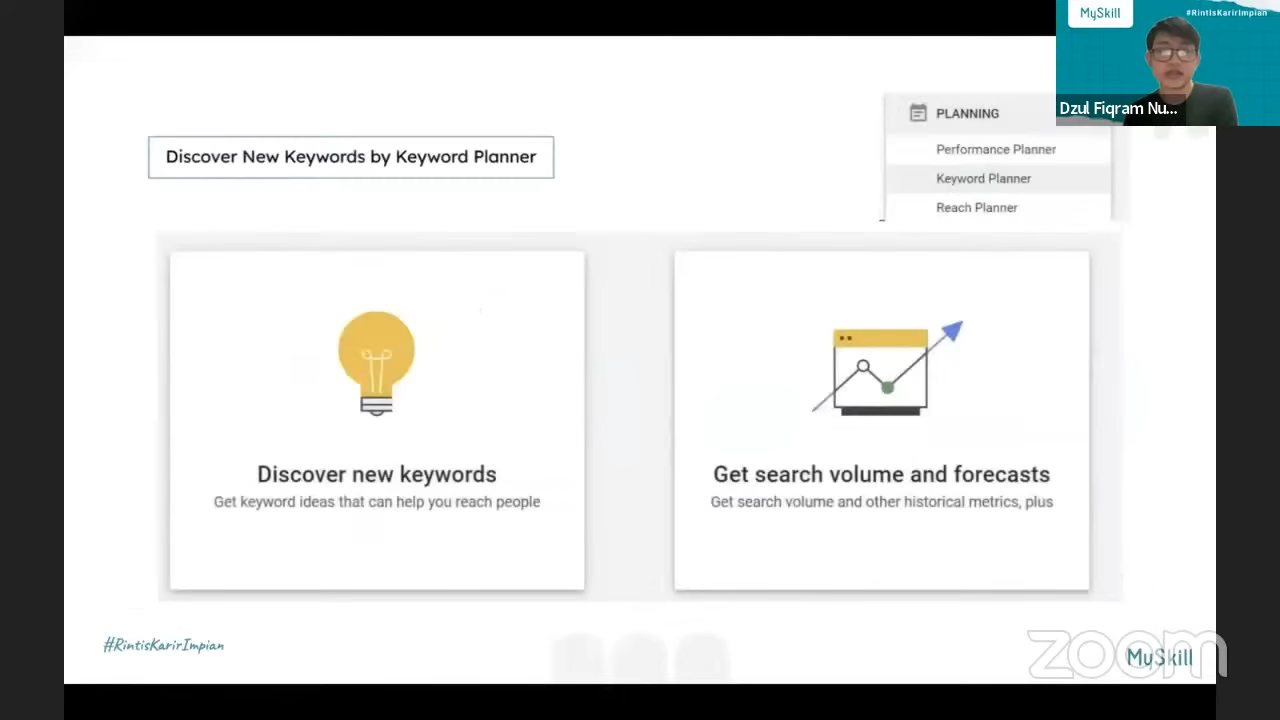 MySkill
#RintisKarirImpian
Dzul Fiqram Nu...
PLANNING
Performance Planner
Keyword Planner
Reach Planner
Discover New Keywords by Keyword Planner
Discover new keywords
Get keyword ideas that can help you reach people
Get search volume and forecasts
Get search volume and other historical metrics, plus
#RintisKarirImpian
zoom
MySkill